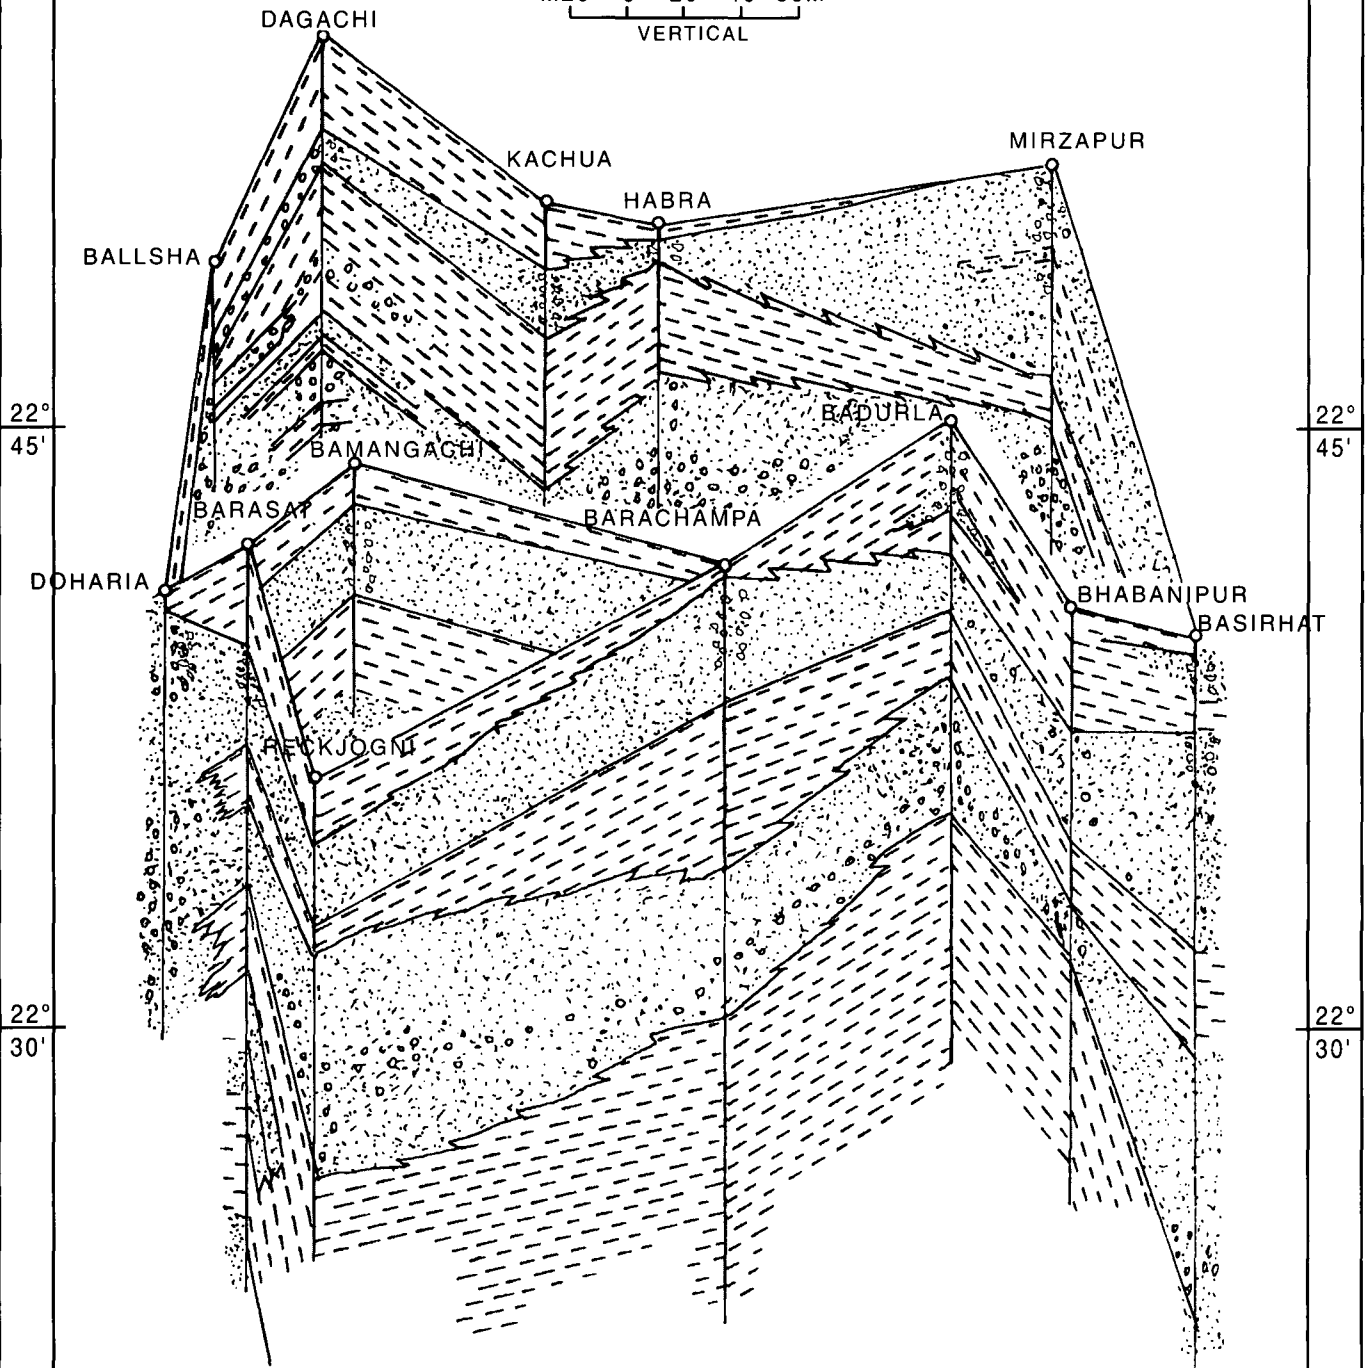 VERTICAL
DAGACHI
MIRZAPUR
KACHUA
HABRA
BALLSHA
22°
45'
22°
45'
BADURLA
BAMANGACHI
BARASAT
BARACHAMPA
DOHARIA
BHABANIPUR
BASIRHAT
RECKJOGNI
22°
30'
22°
30'